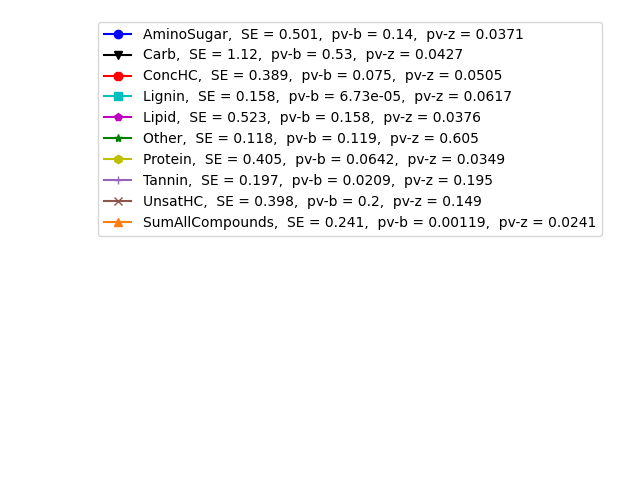 AminoSugar, SE = 0.501, pv-b = 0.14, pv-z = 0.0371
Carb, SE = 1.12, pv-b = 0.53, pv-z = 0.0427
ConcHC, SE = 0.389, pv-b = 0.075, pv-z = 0.0505
Lignin, SE = 0.158, pv-b = 6.73e-05, pv-z = 0.0617
Lipid, SE = 0.523, pv-b = 0.158, pv-z = 0.0376
Other, SE = 0.118, pv-b = 0.119, pv-z = 0.605
Protein, SE = 0.405, pv-b = 0.0642, pv-z = 0.0349
Tannin, SE = 0.197, pv-b = 0.0209, pv-z = 0.195
UnsatHC, SE = 0.398, pv-b = 0.2, pv-z = 0.149
SumAllCompounds, SE = 0.241, pv-b = 0.00119, pv-z = 0.0241